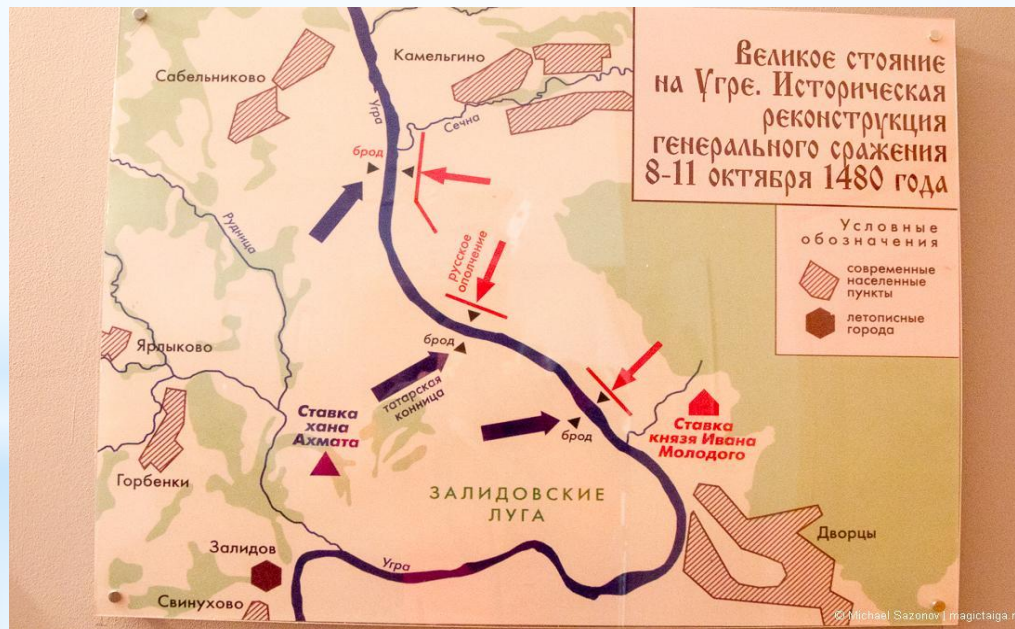 Великое стояние
на Угре. Историческая
реконструкция
генерального сражения
8-11 октября 1480 года
Условные
обозначения
современные
населенные
пункты
летописные
города
Сабельниково
Камельгино
Угра
Сечна
брод
Рудница
русское
ополчение
брод
Ярлыково
татарская
конница
Ставка
хана
Ахмата
брод
Ставка
князя Ивана
Молодого
Горбенки
ЗАЛИДОВСКИЕ
ЛУГА
Дворцы
Залидов
Угра
Свинухово
© Michael Sazonov | magictaiga.r